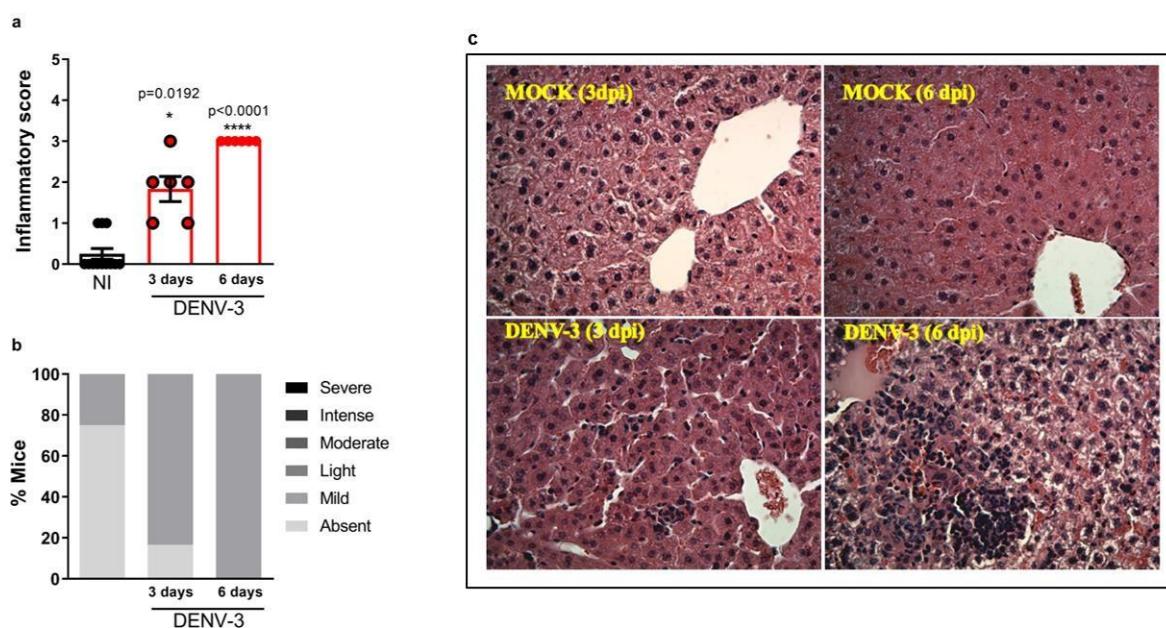 a
5
4
3
2
1
0
Inflammatory score
p=0.0192
*
p<0.0001
****
NI
3 days
6 days
DENV-3
b
100
80
60
40
20
0
% Mice
3 days
6 days
DENV-3
Severe
Intense
Moderate
Light
Mild
Absent
c
MOCK (3dpi)
MOCK (6 dpi)
DENV-3 (3 dpi)
DENV-3 (6 dpi)